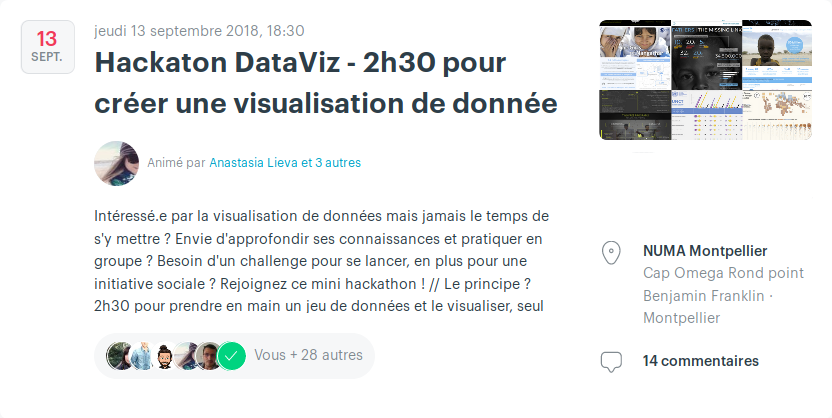 13
SEPT.
jeudi 13 septembre 2018, 18:30
Hackaton DataViz - 2h30 pour
créer une visualisation de donnée
Animé par Anastasia Lieva et 3 autres
Intéressé.e par la visualisation de données mais jamais le temps de
s'y mettre ? Envie d'approfondir ses connaissances et pratiquer en
groupe ? Besoin d'un challenge pour se lancer, en plus pour une
initiative sociale ? Rejoignez ce mini hackathon ! // Le principe ?
2h30 pour prendre en main un jeu de données et le visualiser, seul
Vous + 28 autres
THE MISSING LINK
NUMA Montpellier
Cap Omega Rond point
Benjamin Franklin ·
Montpellier
14 commentaires